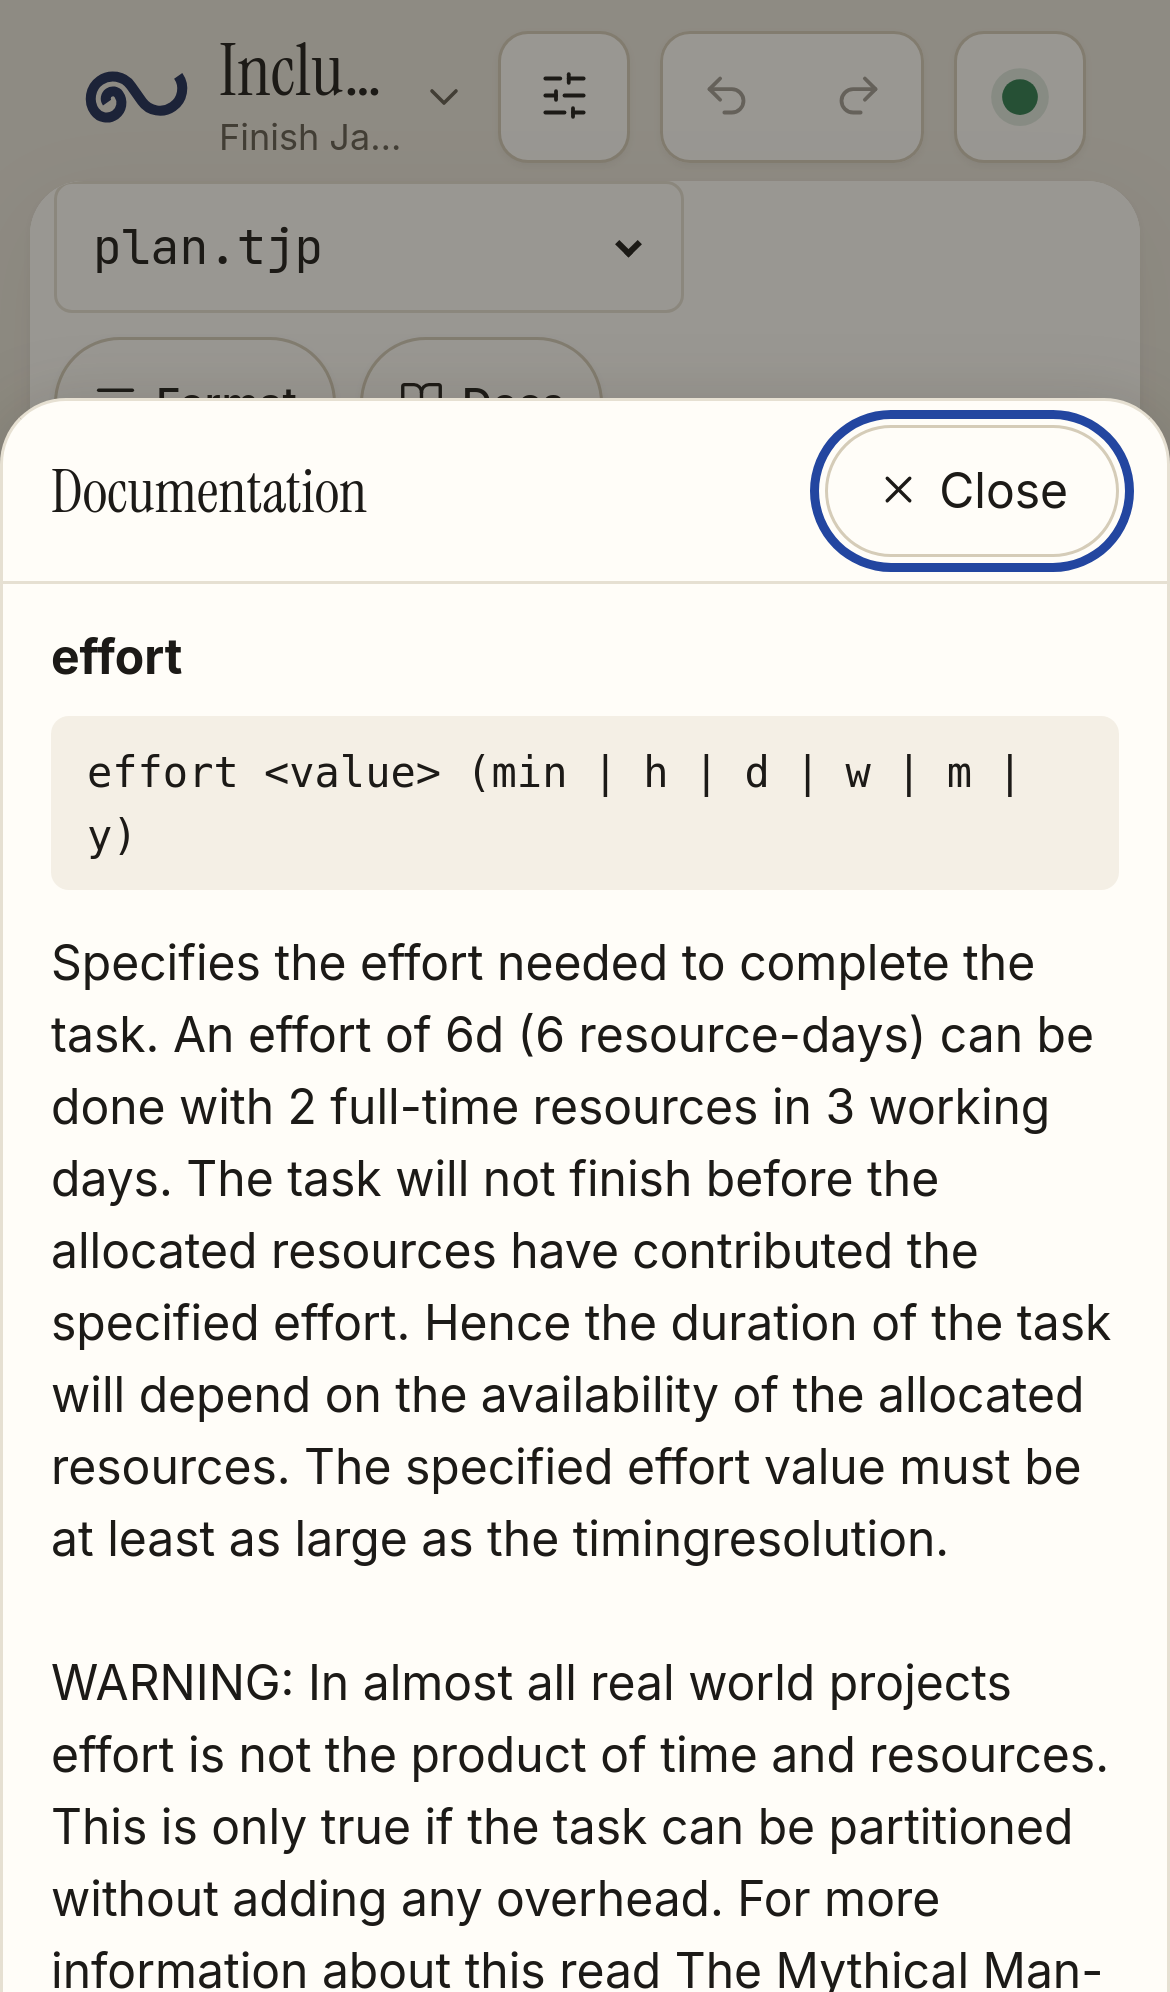 Inclu...
Finish Ja...
plan.tjp
Format
Docs
Documentation
Close
effort
effort <value> (min | h | d | w | m |
y)
Specifies the effort needed to complete the
task. An effort of 6d (6 resource-days) can be
done with 2 full-time resources in 3 working
days. The task will not finish before the
allocated resources have contributed the
specified effort. Hence the duration of the task
will depend on the availability of the allocated
resources. The specified effort value must be
at least as large as the timingresolution.
WARNING: In almost all real world projects
effort is not the product of time and resources.
This is only true if the task can be partitioned
without adding any overhead. For more
information about this read The Mythical Man-